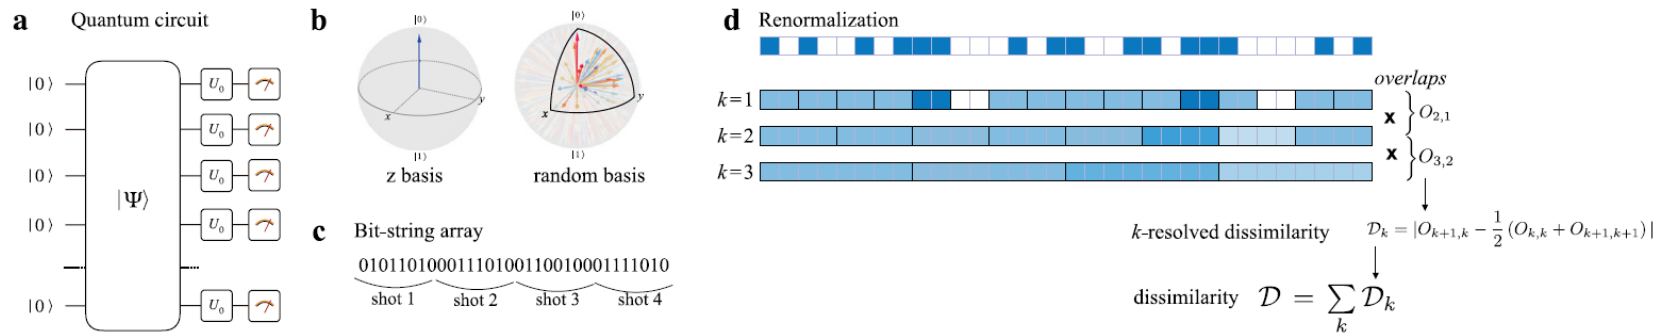 a Quantum circuit
|0⟩ U₀
|0⟩ U₀
|0⟩ U₀
|0⟩ U₀
|0⟩ U₀
|Ψ⟩
b
|0⟩ |0⟩
x y x y
|1⟩ |1⟩
z basis random basis
c Bit-string array
01011010001110100110010001111010
shot 1 shot 2 shot 3 shot 4
d Renormalization
overlaps
k=1
x O₂,₁
k=2
x O₃,₂
k=3
k-resolved dissimilarity 𝒟ₖ = |Oₖ₊₁,ₖ − 1/2 (Oₖ,ₖ + Oₖ₊₁,ₖ₊₁)|
dissimilarity 𝒟 = ∑ₖ 𝒟ₖ